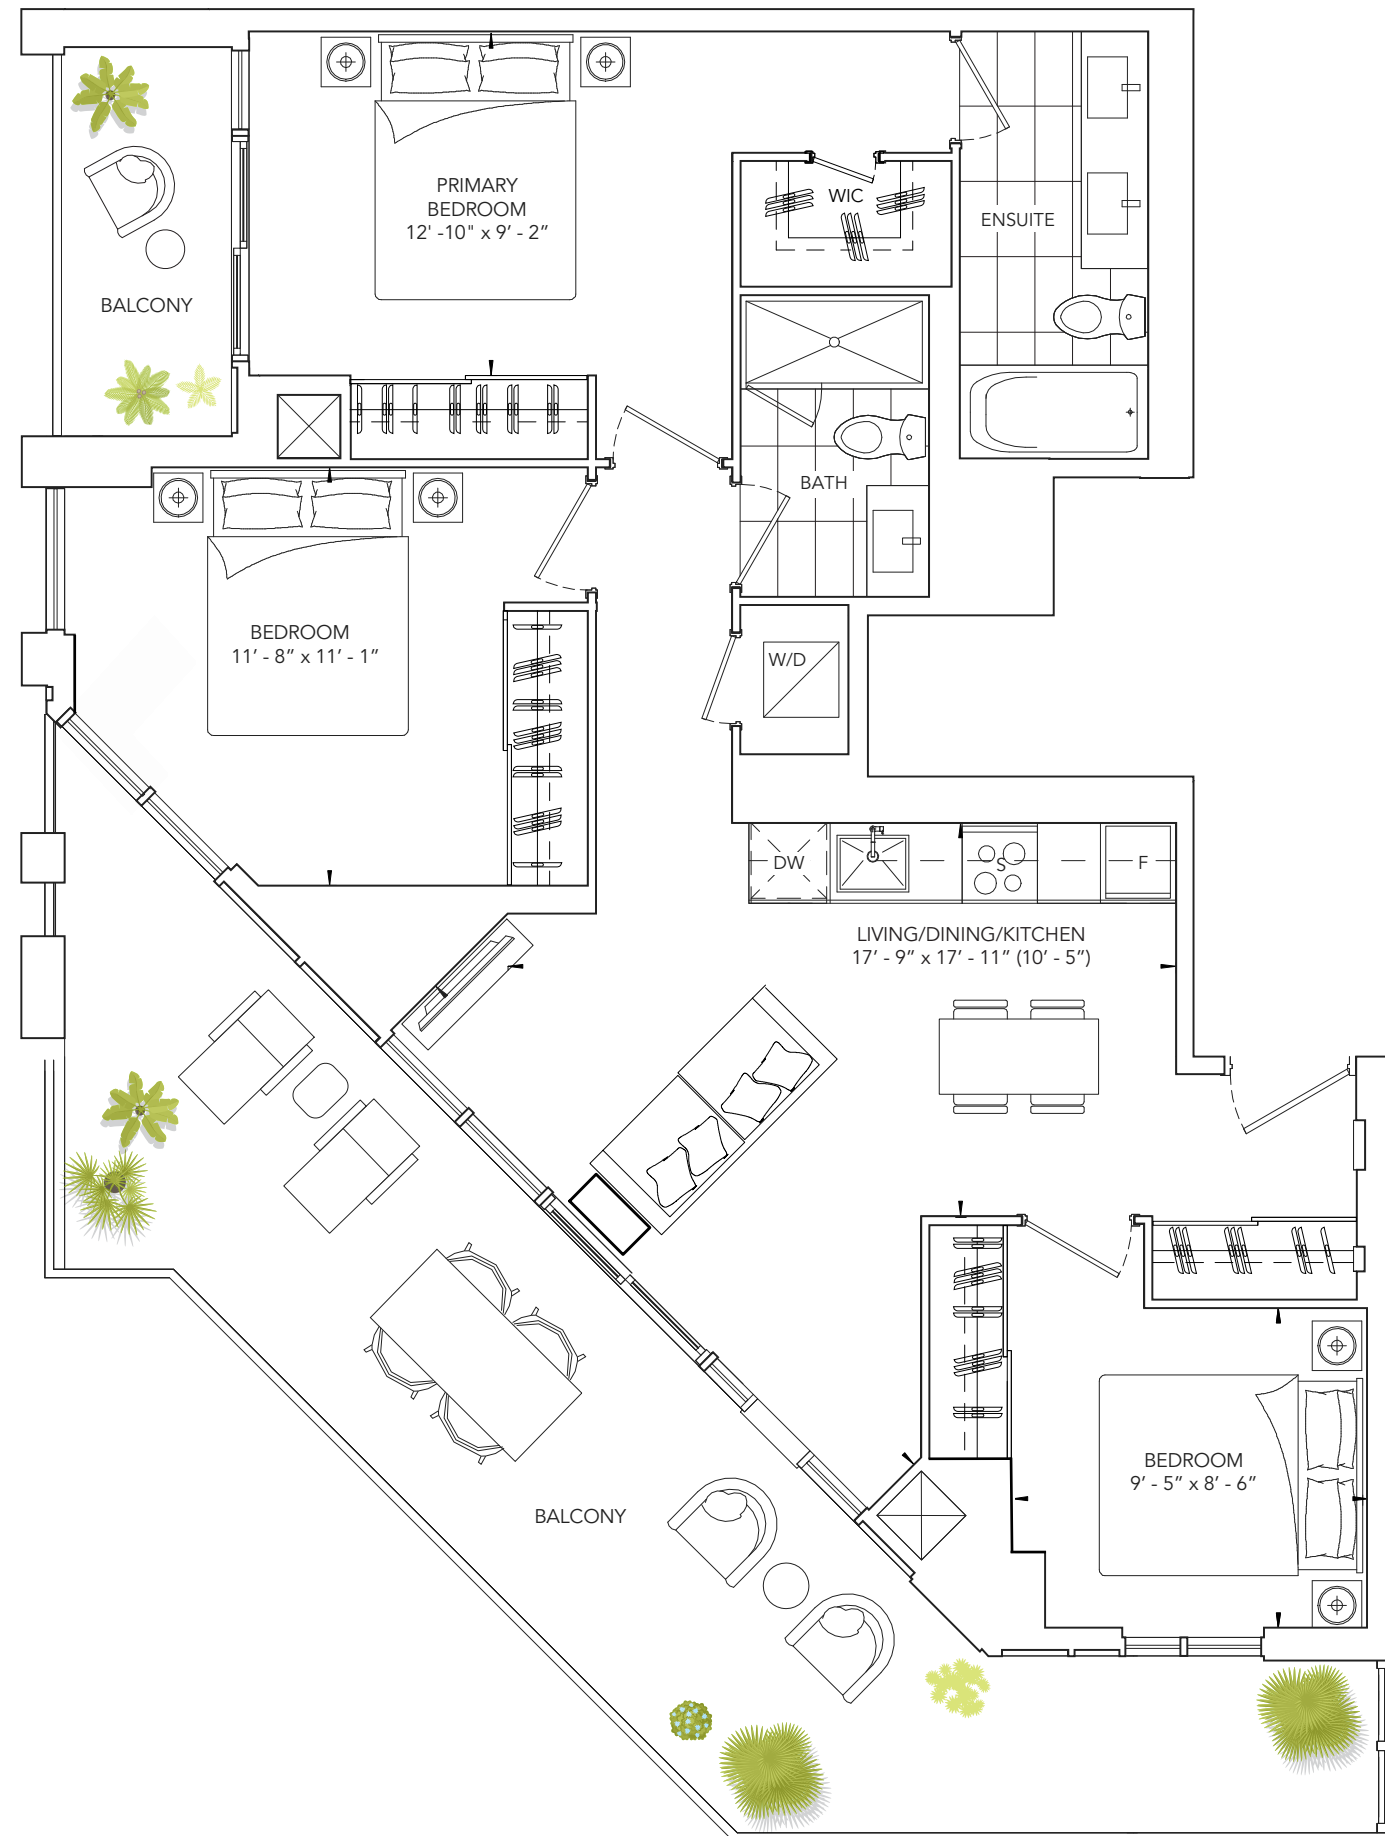 PRIMARY
BEDROOM
12' -10" x 9’ - 2”
WIC
ENSUITE
BALCONY
BATH
BEDROOM
11’ - 8” x 11’ - 1”
W/D
DW
S
F
LIVING/DINING/KITCHEN
17’ - 9” x 17’ - 11” (10’ - 5”)
BEDROOM
9’ - 5” x 8’ - 6”
BALCONY